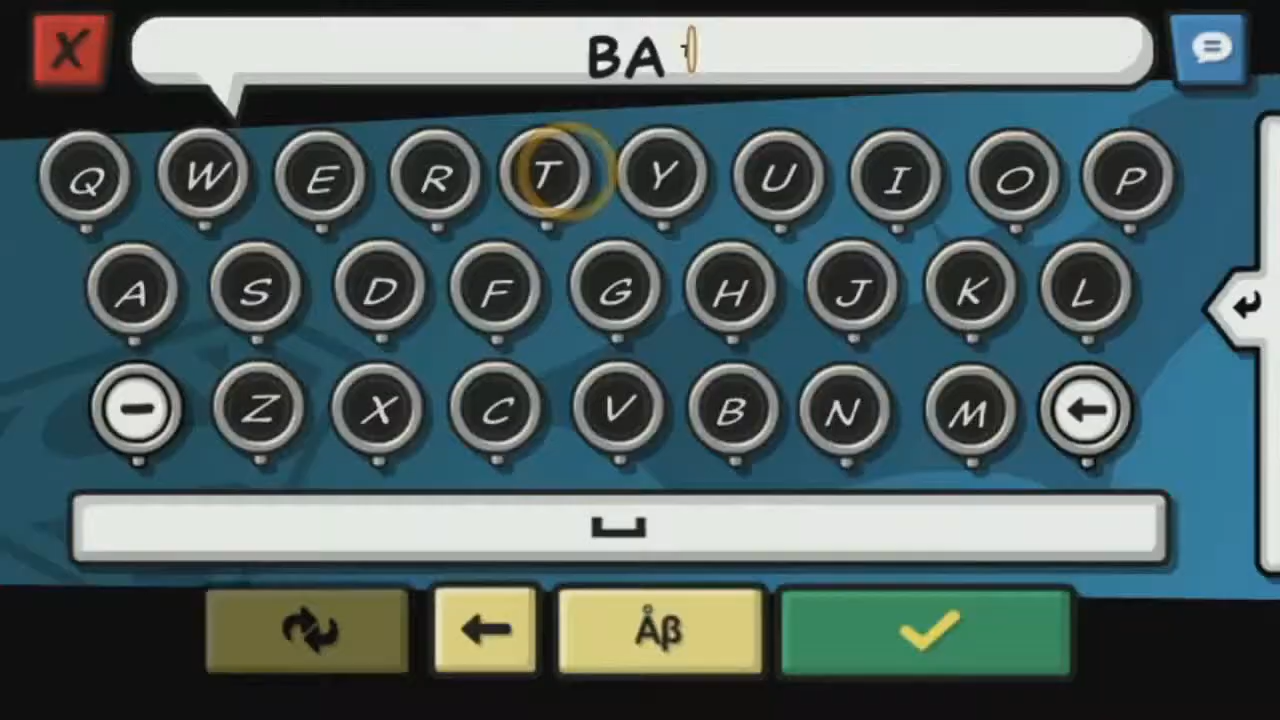 X
BA
Q W E R T Y U I O P
A S D F G H J K L
Z X C V B N M
Åβ